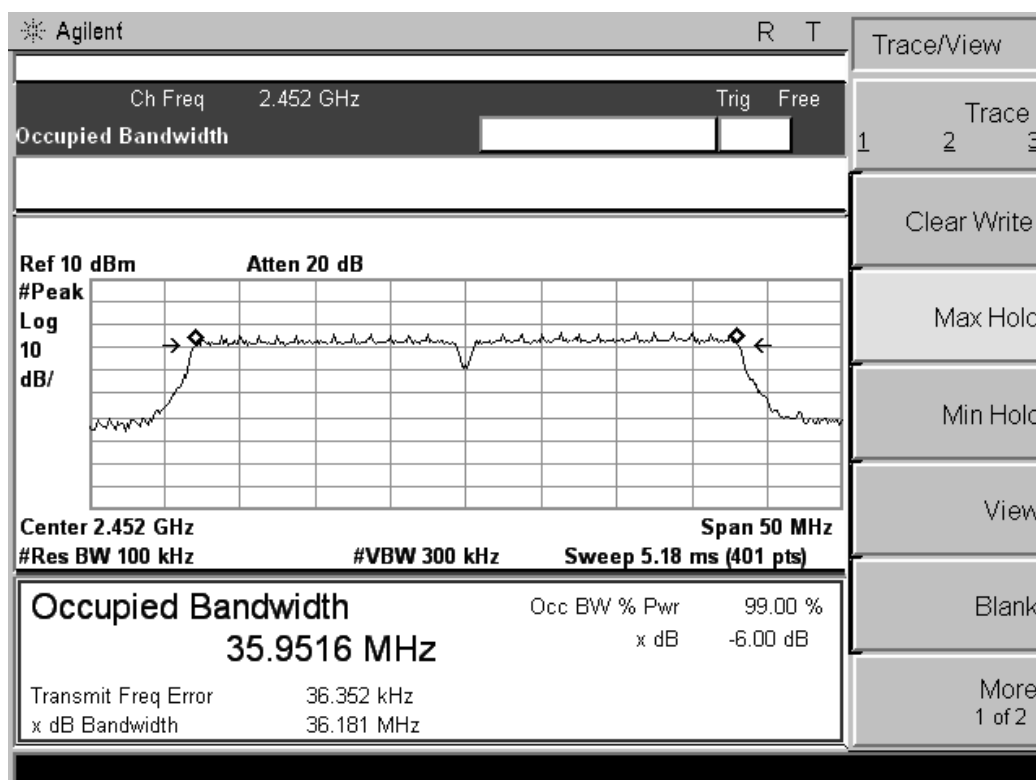 Agilent R T
Trace/View
Ch Freq 2.452 GHz Trig Free
Occupied Bandwidth
Trace
1 2 3
Clear Write
Ref 10 dBm Atten 20 dB
#Peak
Log
10
dB/
Max Hold
Min Hold
Center 2.452 GHz Span 50 MHz
#Res BW 100 kHz #VBW 300 kHz Sweep 5.18 ms (401 pts)
View
Occupied Bandwidth
35.9516 MHz
Occ BW % Pwr 99.00 %
x dB -6.00 dB
Transmit Freq Error 36.352 kHz
x dB Bandwidth 36.181 MHz
Blank
More
1 of 2